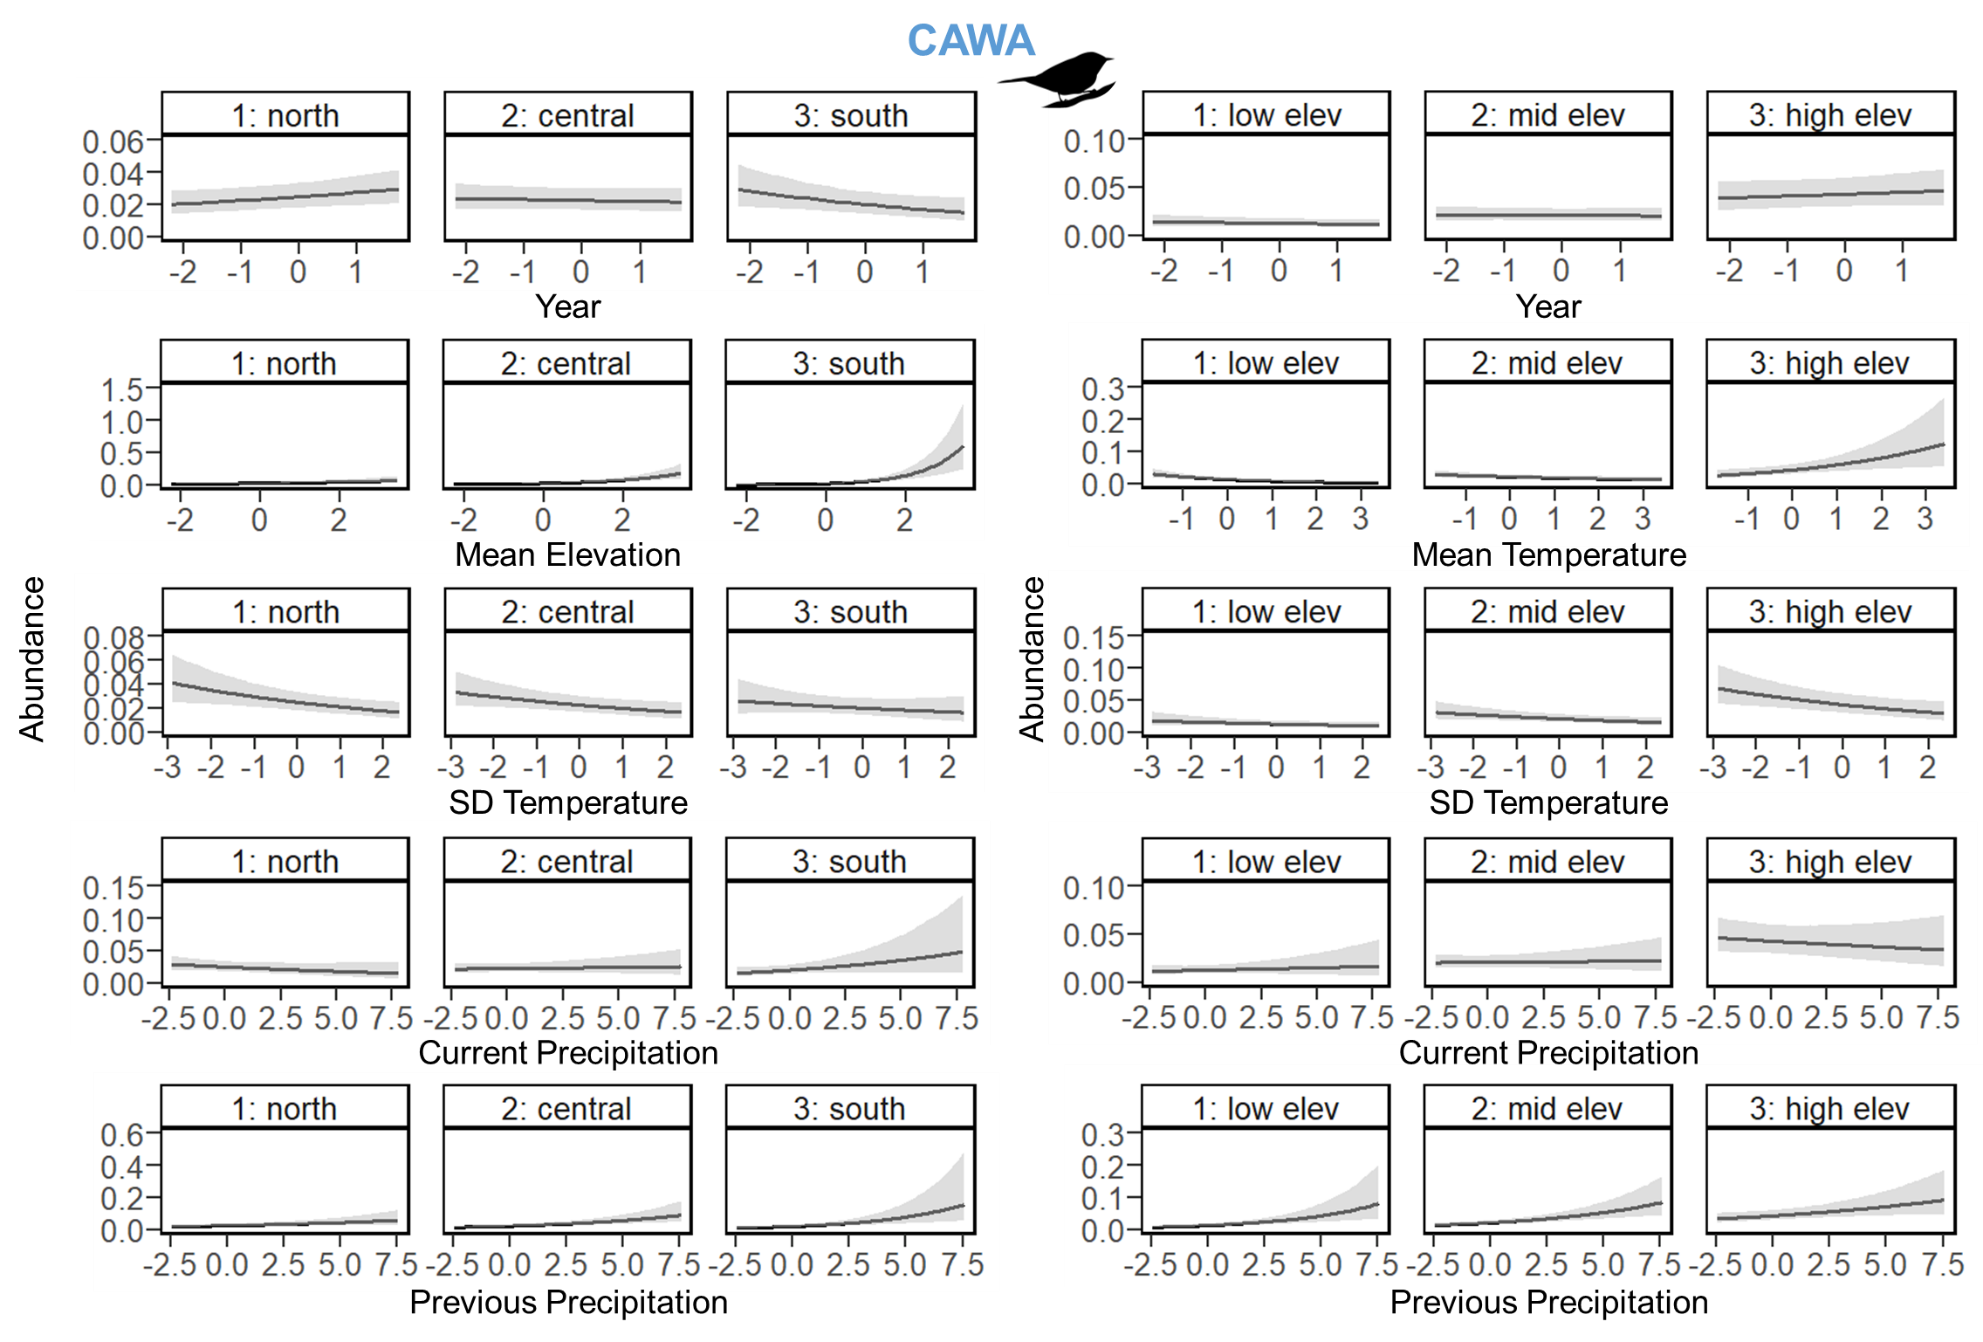 CAWA
1: north 2: central 3: south
0.06
0.04
0.02
0.00
-2 -1 0 1 -2 -1 0 1 -2 -1 0 1
Year
1: low elev 2: mid elev 3: high elev
0.10
0.05
0.00
-2 -1 0 1 -2 -1 0 1 -2 -1 0 1
Year
1: north 2: central 3: south
1.5
1.0
0.5
0.0
-2 0 2 -2 0 2 -2 0 2
Mean Elevation
1: low elev 2: mid elev 3: high elev
0.3
0.2
0.1
0.0
-1 0 1 2 3 -1 0 1 2 3 -1 0 1 2 3
Mean Temperature
Abundance
1: north 2: central 3: south
0.08
0.06
0.04
0.02
0.00
-3 -2 -1 0 1 2 -3 -2 -1 0 1 2 -3 -2 -1 0 1 2
SD Temperature
Abundance
1: low elev 2: mid elev 3: high elev
0.15
0.10
0.05
0.00
-3 -2 -1 0 1 2 -3 -2 -1 0 1 2 -3 -2 -1 0 1 2
SD Temperature
1: north 2: central 3: south
0.15
0.10
0.05
0.00
-2.5 0.0 2.5 5.0 7.5 -2.5 0.0 2.5 5.0 7.5 -2.5 0.0 2.5 5.0 7.5
Current Precipitation
1: low elev 2: mid elev 3: high elev
0.10
0.05
0.00
-2.5 0.0 2.5 5.0 7.5 -2.5 0.0 2.5 5.0 7.5 -2.5 0.0 2.5 5.0 7.5
Current Precipitation
1: north 2: central 3: south
0.6
0.4
0.2
0.0
-2.5 0.0 2.5 5.0 7.5 -2.5 0.0 2.5 5.0 7.5 -2.5 0.0 2.5 5.0 7.5
Previous Precipitation
1: low elev 2: mid elev 3: high elev
0.3
0.2
0.1
0.0
-2.5 0.0 2.5 5.0 7.5 -2.5 0.0 2.5 5.0 7.5 -2.5 0.0 2.5 5.0 7.5
Previous Precipitation